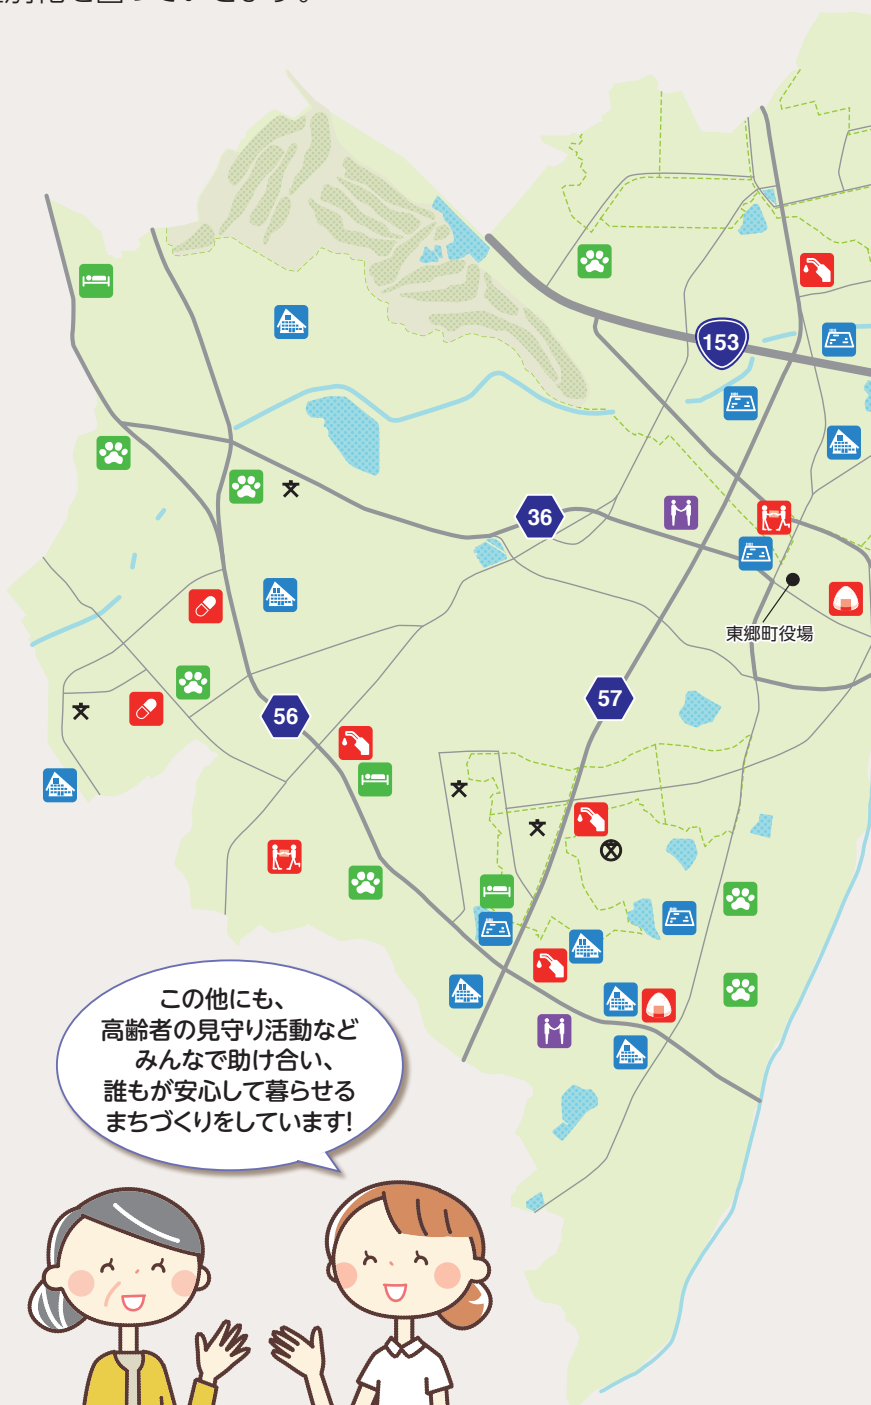 153
36
東郷町役場
57
56
この他にも、
高齢者の見守り活動など
みんなで助け合い、
誰もが安心して暮らせる
まちづくりをしています!